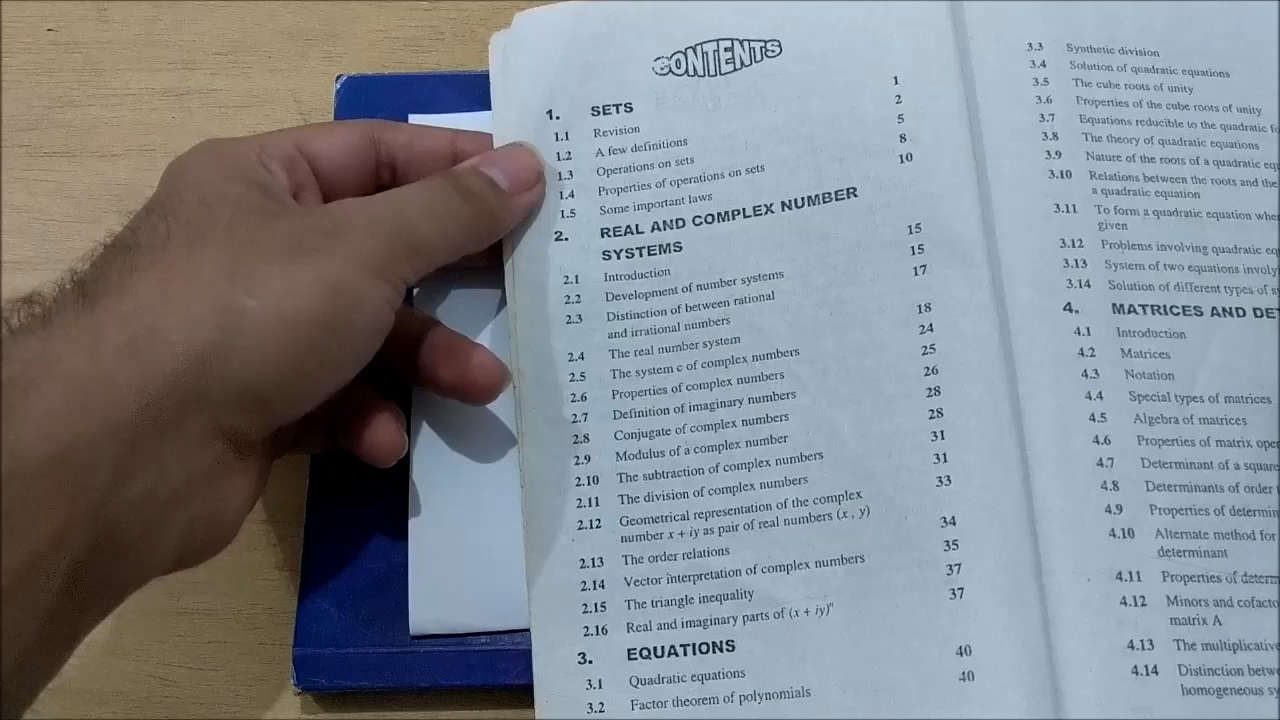 CONTENTS
1. SETS
1.1 Revision 1
1.2 A few definitions 2
1.3 Operations on sets 5
1.4 Properties of operations on sets 8
1.5 Some important laws 10
2. REAL AND COMPLEX NUMBER
SYSTEMS
2.1 Introduction 15
2.2 Development of number systems 15
2.3 Distinction of between rational 17
and irrational numbers
2.4 The real number system 18
2.5 The system c of complex numbers 24
2.6 Properties of complex numbers 25
2.7 Definition of imaginary numbers 26
2.8 Conjugate of complex numbers 28
2.9 Modulus of a complex number 28
2.10 The subtraction of complex numbers 31
2.11 The division of complex numbers 31
2.12 Geometrical representation of the complex 33
number x + iy as pair of real numbers (x , y)
2.13 The order relations 34
2.14 Vector interpretation of complex numbers 35
2.15 The triangle inequality 37
2.16 Real and imaginary parts of (x + iy)ⁿ 37
3. EQUATIONS
3.1 Quadratic equations 40
3.2 Factor theorem of polynomials 40
3.3 Synthetic division
3.4 Solution of quadratic equations
3.5 The cube roots of unity
3.6 Properties of the cube roots of unity
3.7 Equations reducible to the quadratic f
3.8 The theory of quadratic equations
3.9 Nature of the roots of a quadratic eq
3.10 Relations between the roots and the
a quadratic equation
3.11 To form a quadratic equation whe
given
3.12 Problems involving quadratic eq
3.13 System of two equations involv
3.14 Solution of different types of s
4. MATRICES AND DET
4.1 Introduction
4.2 Matrices
4.3 Notation
4.4 Special types of matrices
4.5 Algebra of matrices
4.6 Properties of matrix oper
4.7 Determinant of a square
4.8 Determinants of order
4.9 Properties of determin
4.10 Alternate method for
determinant
4.11 Properties of determ
4.12 Minors and cofacto
matrix A
4.13 The multiplicative
4.14 Distinction betw
homogeneous sy